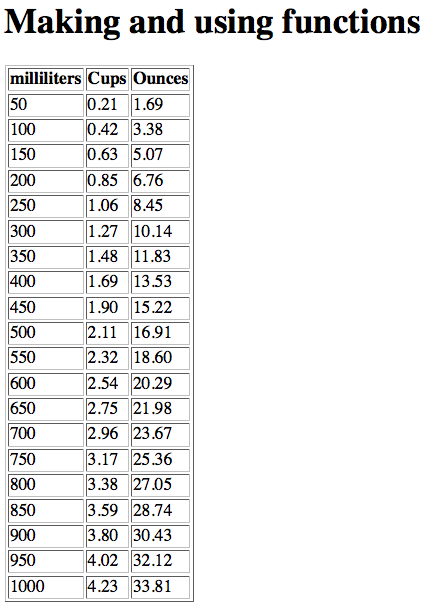 Making and using functions
milliliters Cups Ounces
50 0.21 1.69
100 0.42 3.38
150 0.63 5.07
200 0.85 6.76
250 1.06 8.45
300 1.27 10.14
350 1.48 11.83
400 1.69 13.53
450 1.90 15.22
500 2.11 16.91
550 2.32 18.60
600 2.54 20.29
650 2.75 21.98
700 2.96 23.67
750 3.17 25.36
800 3.38 27.05
850 3.59 28.74
900 3.80 30.43
950 4.02 32.12
1000 4.23 33.81